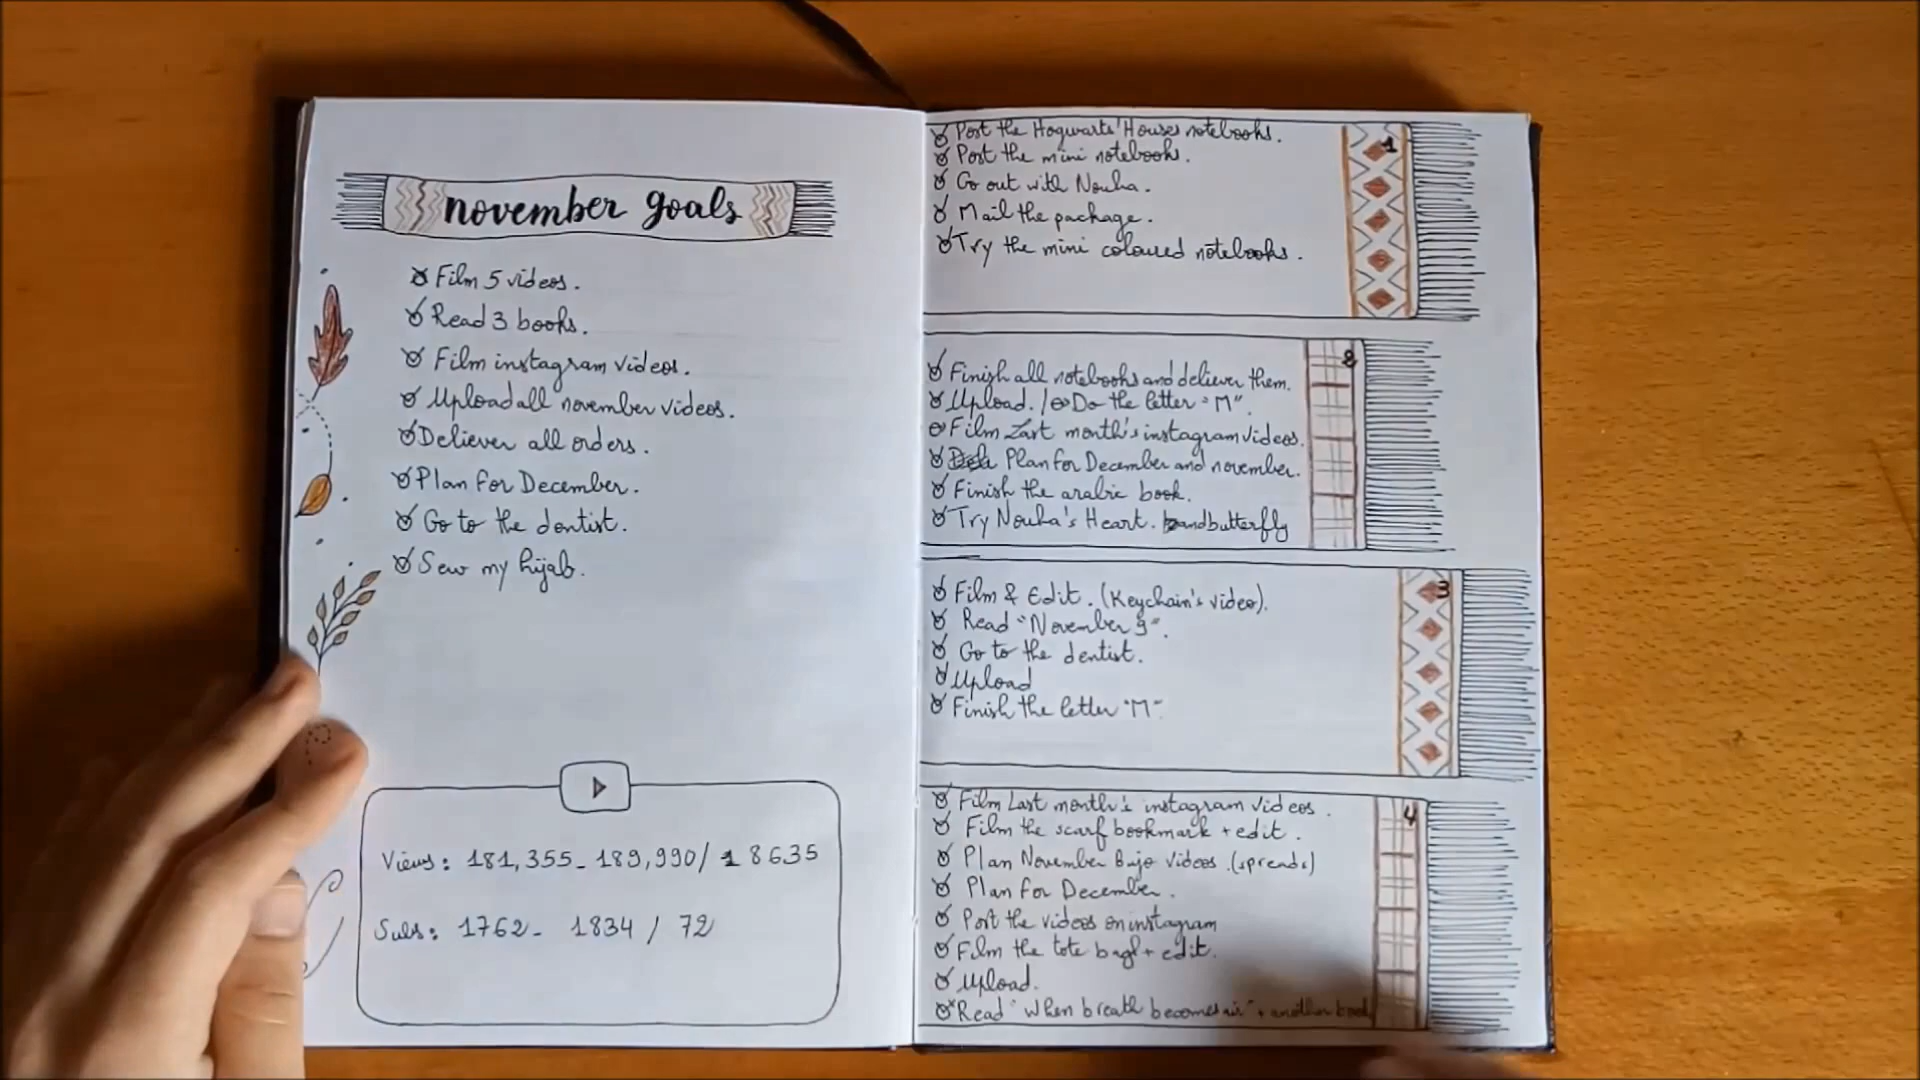 november goals
Film 5 videos.
Read 3 books.
Film instagram videos.
Upload all november videos.
Deliever all orders.
Plan for December.
Go to the dentist.
Sew my hijab.
Views: 181,355 - 189,990 / 18635
Subs: 1762 - 1834 / 72
1
Post the Hogwarts' Houses notebooks.
Post the mini notebooks.
Go out with Nouha.
Mail the package.
Try the mini coloured notebooks.
2
Finish all notebooks and deliever them.
Upload. / Do the letter "M".
Film Last month's instagram videos.
Plan for December and november.
Finish the arabic book.
Try Nouha's Heart. and butterfly
3
Film & Edit. (Keychain's video).
Read "November 9".
Go to the dentist.
Upload
Finish the letter "M"
4
Film Last month's instagram videos.
Film the scarf bookmark + edit.
Plan November Bujo videos. (spreads)
Plan for December.
Post the videos on instagram
Film the tote bag + edit.
Upload.
Read "When breath becomes air" + another book